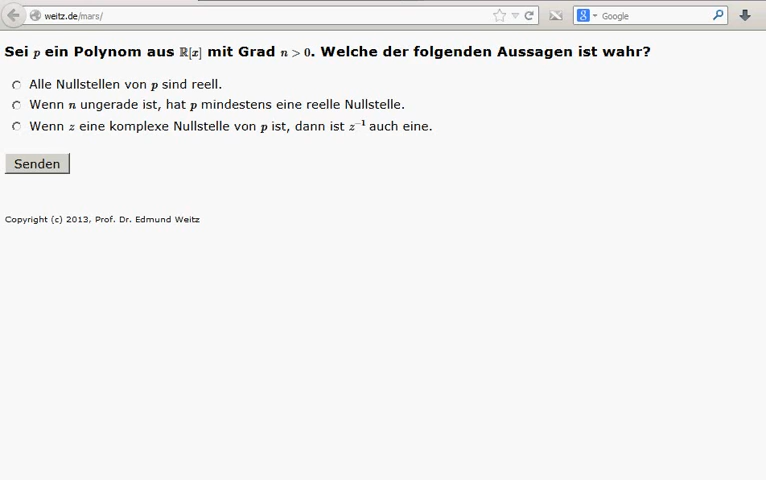 weitz.de/mars/
Google
Sei p ein Polynom aus ℝ[x] mit Grad n > 0. Welche der folgenden Aussagen ist wahr?
Alle Nullstellen von p sind reell.
Wenn n ungerade ist, hat p mindestens eine reelle Nullstelle.
Wenn z eine komplexe Nullstelle von p ist, dann ist z⁻¹ auch eine.
Senden
Copyright (c) 2013, Prof. Dr. Edmund Weitz